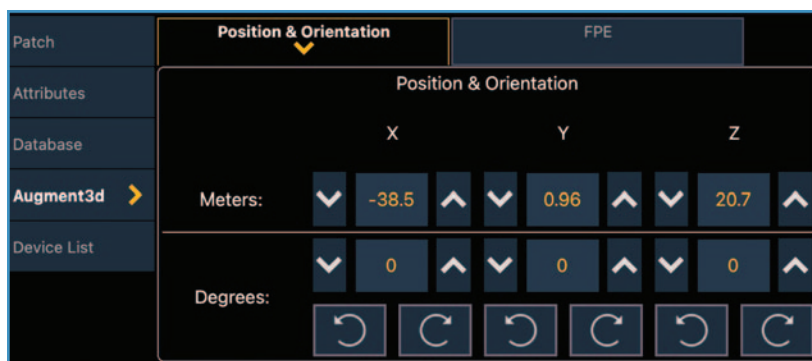 Patch
Attributes
Database
Augment3d
Device List
Position & Orientation
FPE
Position & Orientation
X Y Z
Meters: -38.5 0.96 20.7
Degrees: 0 0 0